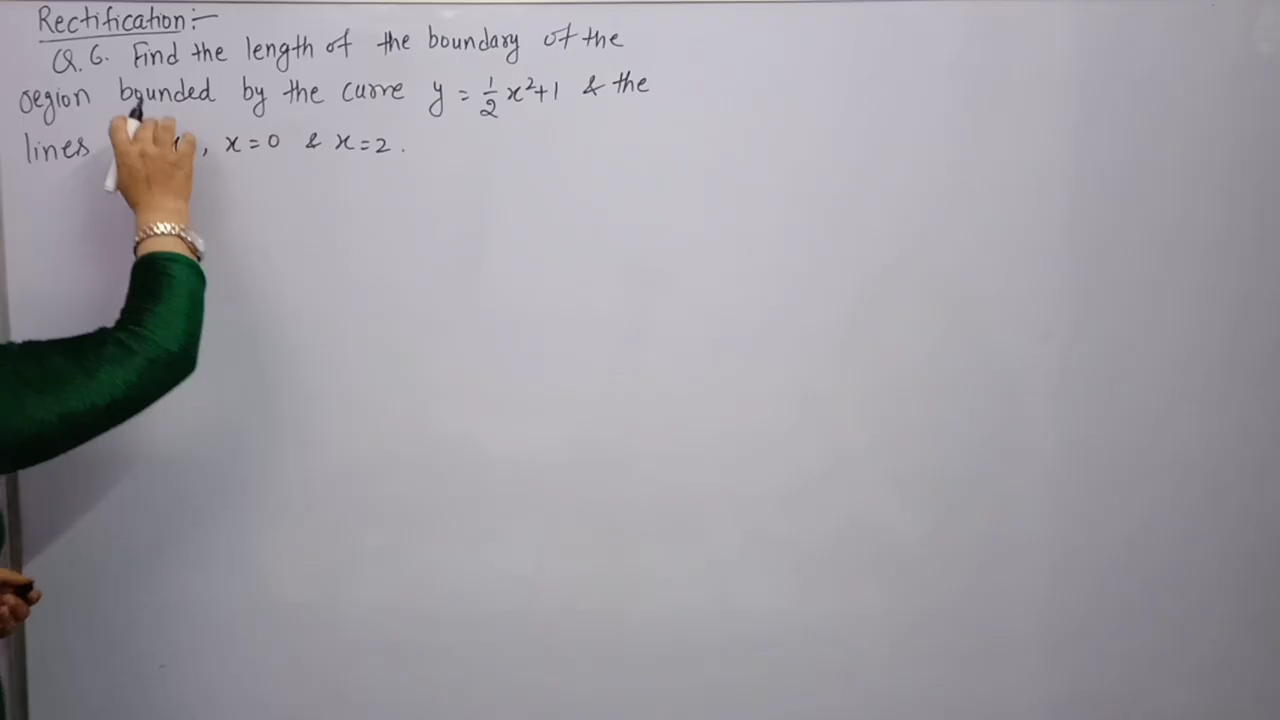 Rectification:-
Q. 6. Find the length of the boundary of the
region bounded by the curve y = 1/2 x²+1 & the
lines , x=0 & x=2.